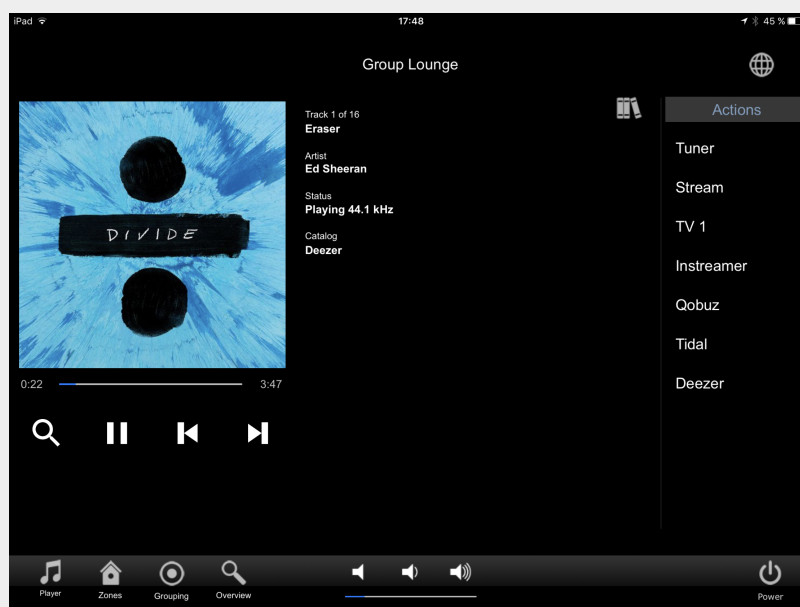 iPad 17:48 45 %
Group Lounge
Track 1 of 16
Eraser
Artist
Ed Sheeran
Status
Playing 44.1 kHz
Catalog
Deezer
DIVIDE
0:22 3:47
Actions
Tuner
Stream
TV 1
Instreamer
Qobuz
Tidal
Deezer
Player Zones Grouping Overview Power